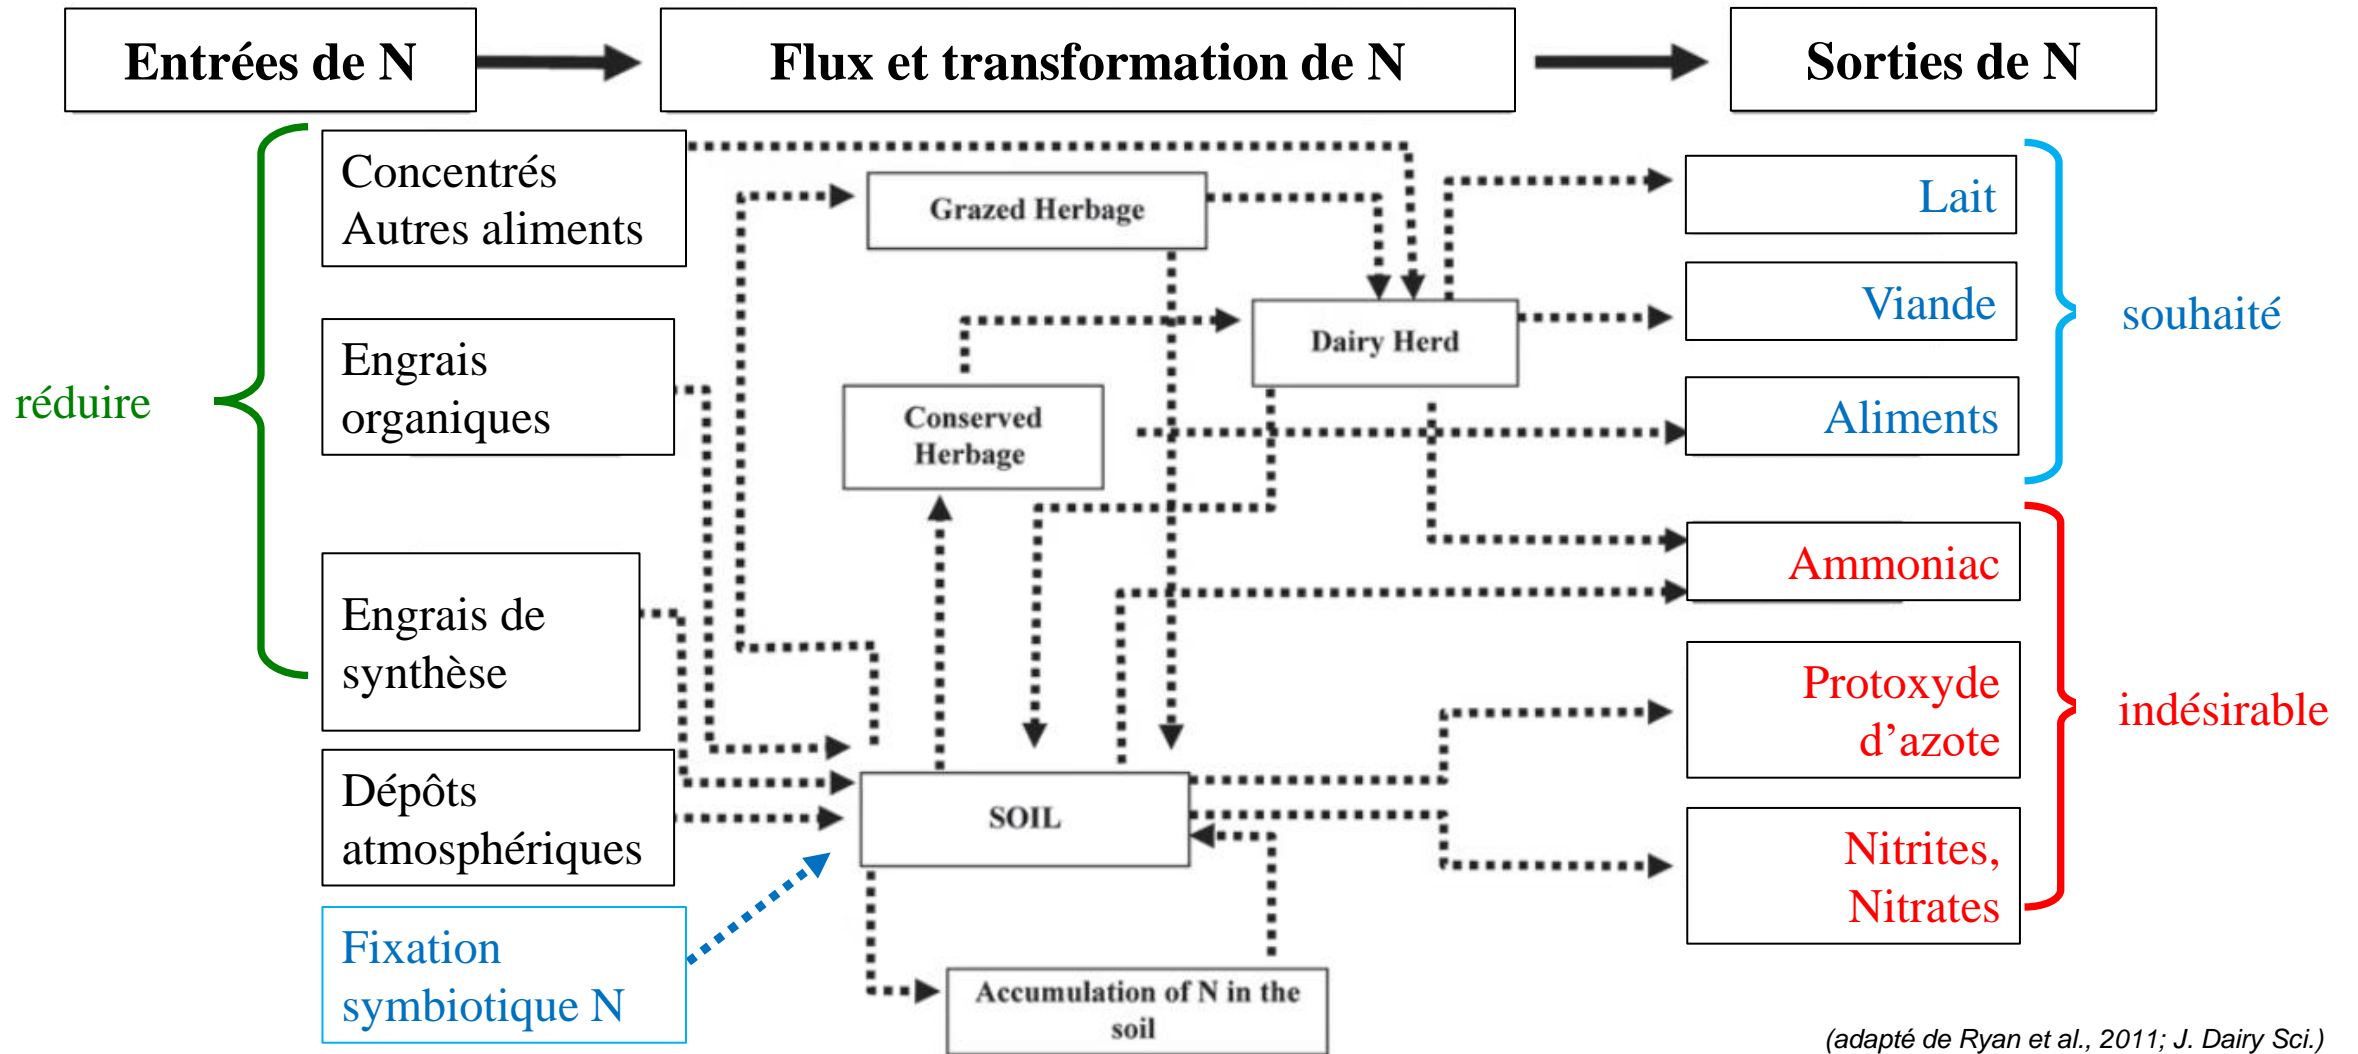 Entrées de N
Flux et transformation de N
Sorties de N
réduire
Concentrés
Autres aliments
Engrais
organiques
Engrais de
synthèse
Dépôts
atmosphériques
Fixation
symbiotique N
Grazed Herbage
Dairy Herd
Conserved
Herbage
SOIL
Accumulation of N in the
soil
Lait
Viande
Aliments
souhaité
Ammoniac
Protoxyde
d’azote
Nitrites,
Nitrates
indésirable
(adapté de Ryan et al., 2011; J. Dairy Sci.)